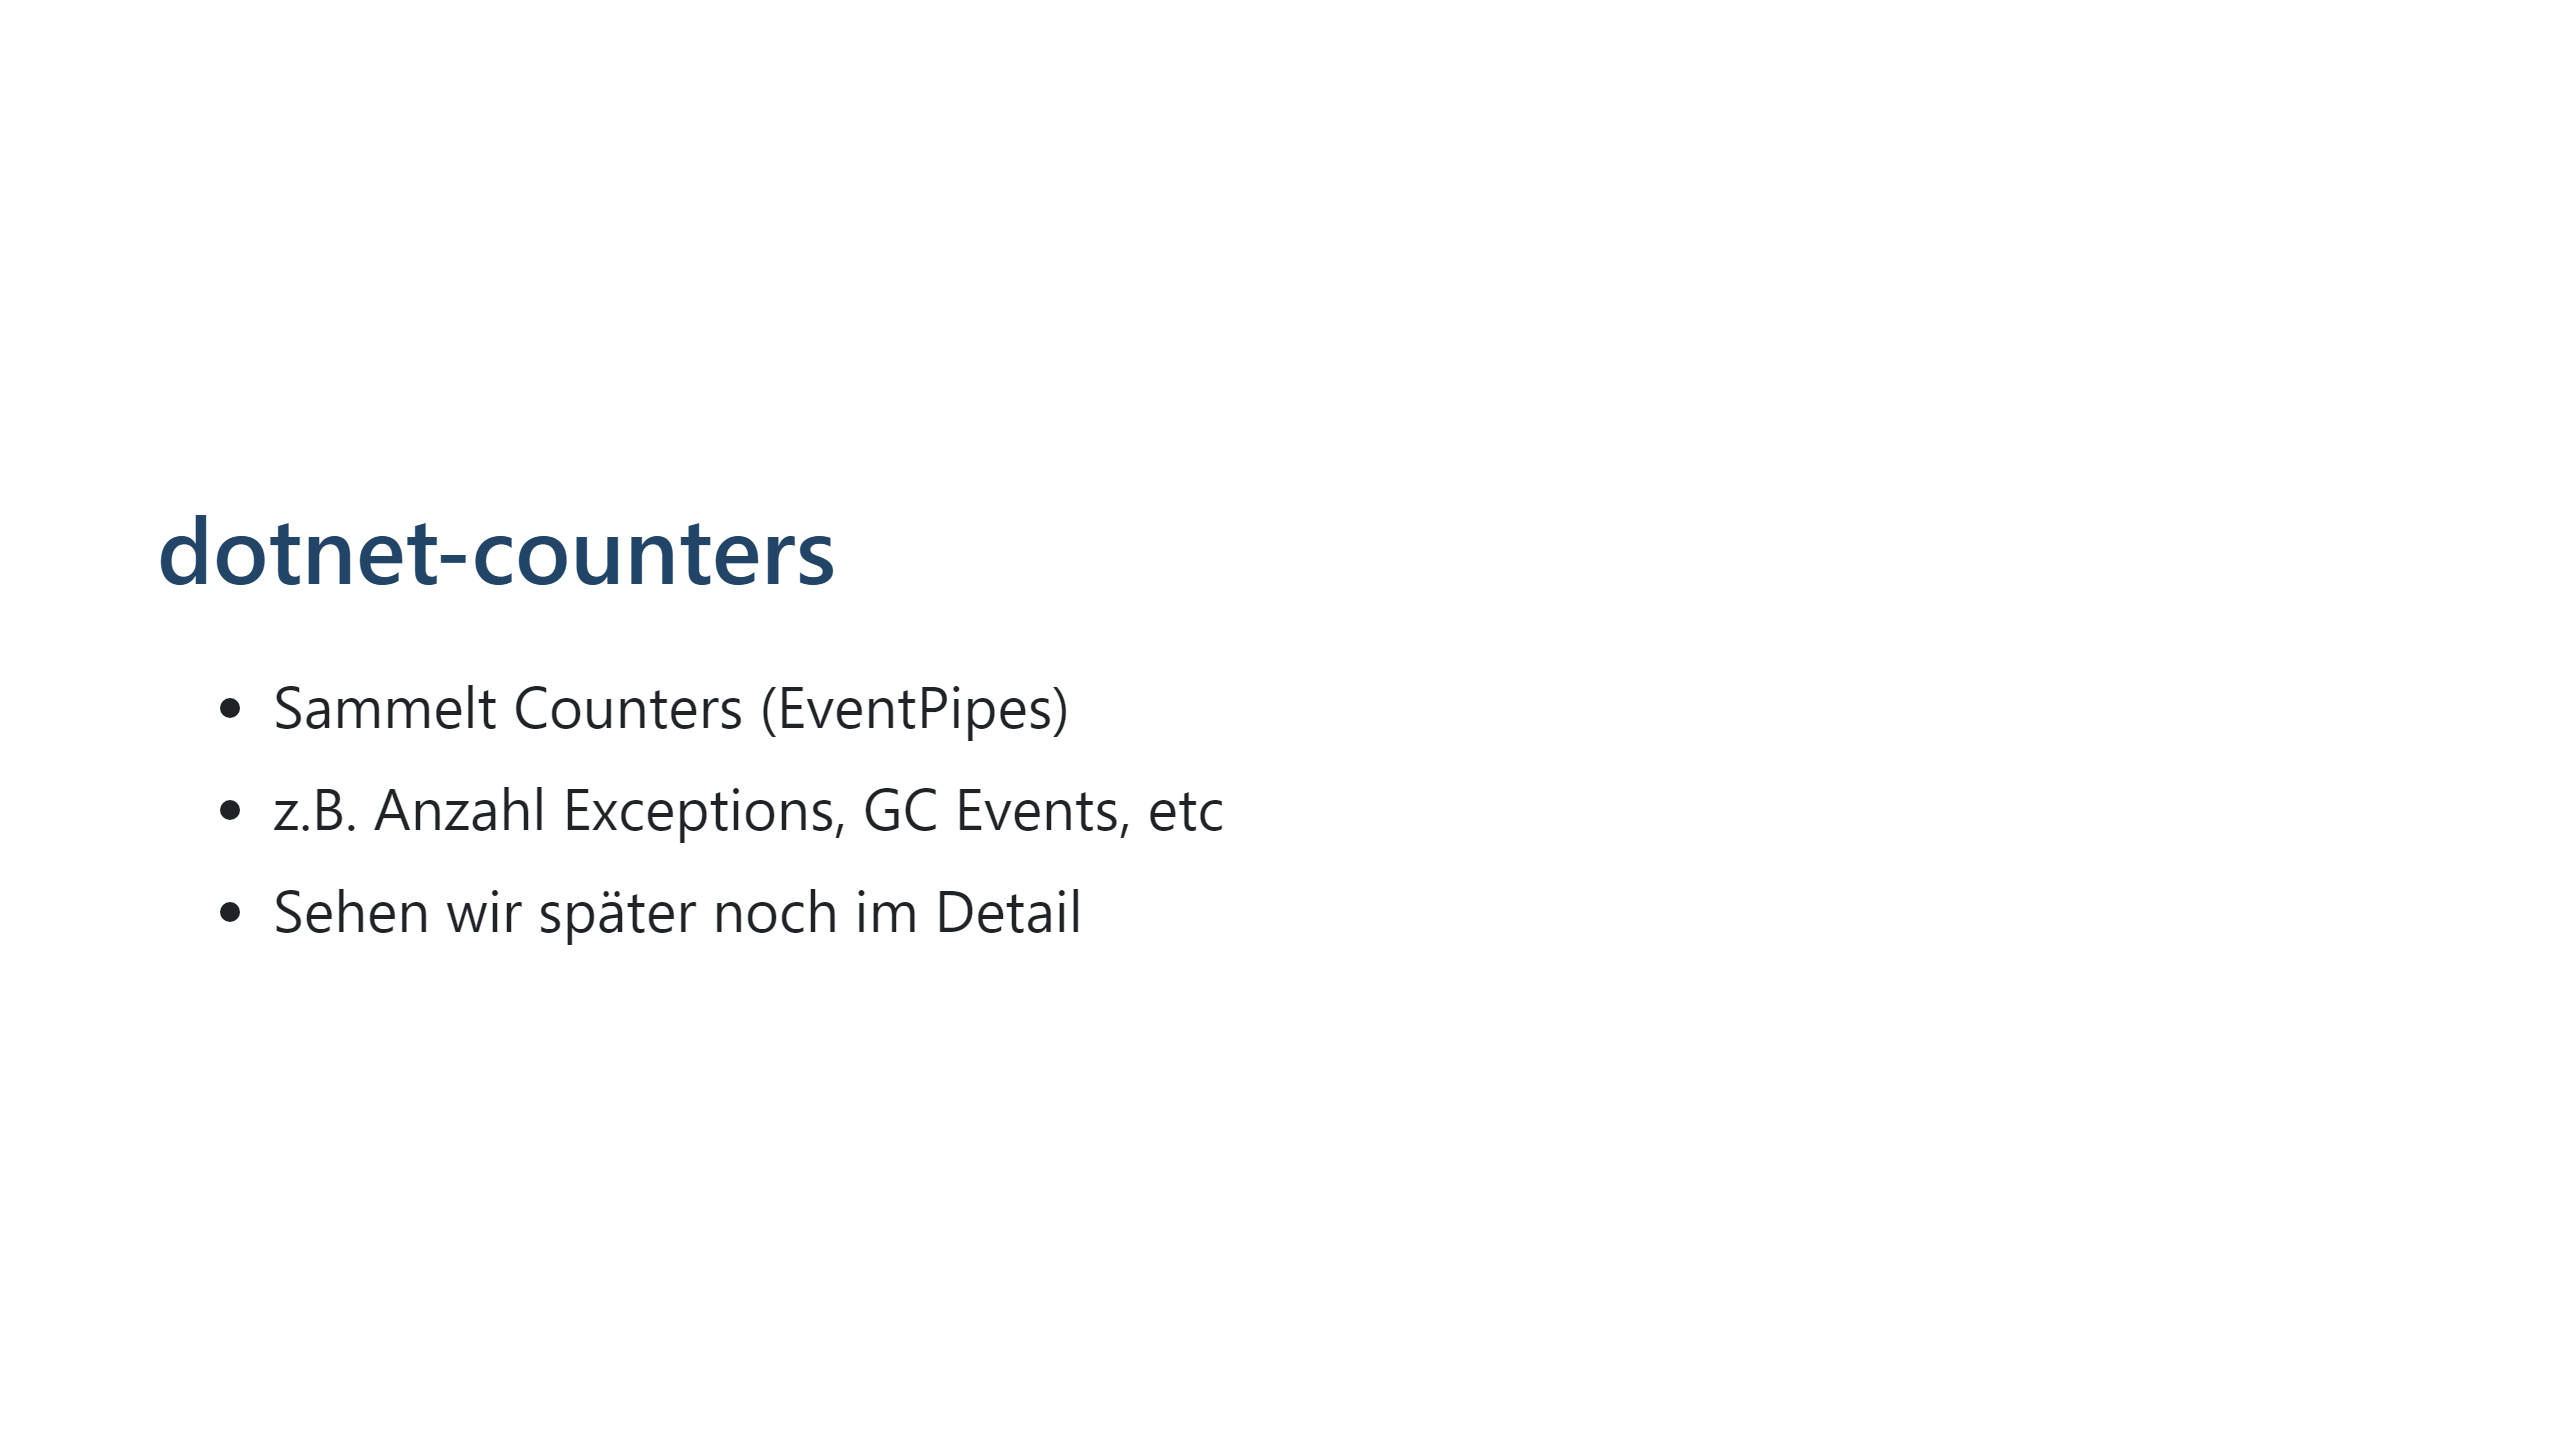 dotnet-counters
Sammelt Counters (EventPipes)
z.B. Anzahl Exceptions, GC Events, etc
Sehen wir später noch im Detail